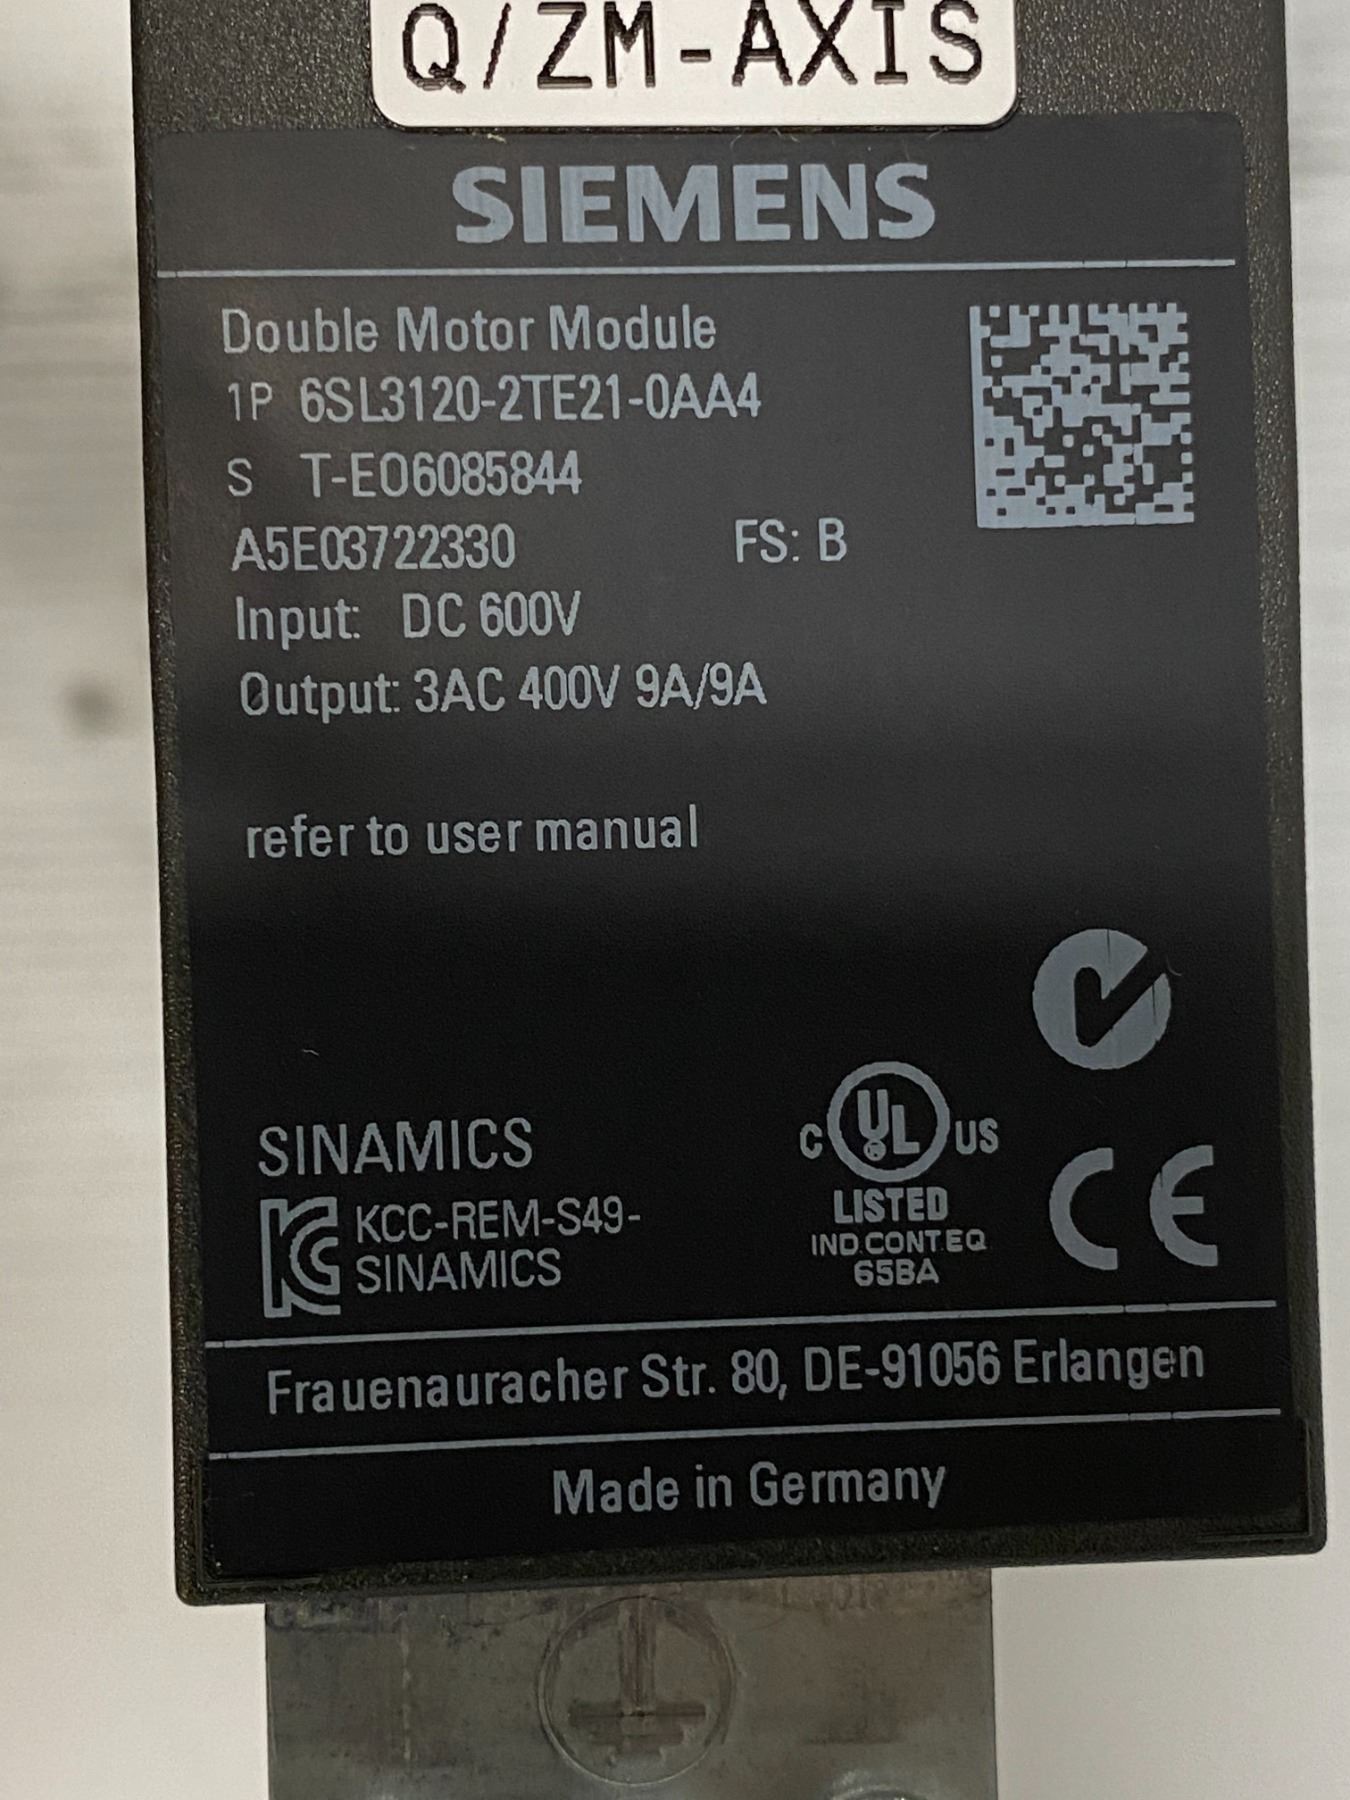 Q/ZM-AXIS
SIEMENS
Double Motor Module
1P 6SL3120-2TE21-0AA4
S T-EO6085844
A5E03722330 FS: B
Input: DC 600V
Output: 3AC 400V 9A/9A
refer to user manual
SINAMICS
KCC-REM-S49-
SINAMICS
C UL US
LISTED
IND.CONT.EQ
65BA
CE
Frauenauracher Str. 80, DE-91056 Erlangen
Made in Germany